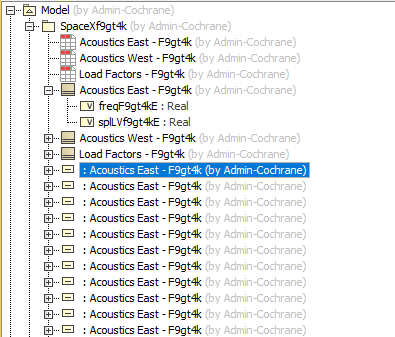 Model (by Admin-Cochrane)
SpaceXf9gt4k (by Admin-Cochrane)
Acoustics East - F9gt4k (by Admin-Cochrane)
Acoustics West - F9gt4k (by Admin-Cochrane)
Load Factors - F9gt4k (by Admin-Cochrane)
Acoustics East - F9gt4k (by Admin-Cochrane)
V freqF9gt4kE : Real
V splLVf9gt4kE : Real
Acoustics West - F9gt4k (by Admin-Cochrane)
Load Factors - F9gt4k (by Admin-Cochrane)
: Acoustics East - F9gt4k (by Admin-Cochrane)
: Acoustics East - F9gt4k (by Admin-Cochrane)
: Acoustics East - F9gt4k (by Admin-Cochrane)
: Acoustics East - F9gt4k (by Admin-Cochrane)
: Acoustics East - F9gt4k (by Admin-Cochrane)
: Acoustics East - F9gt4k (by Admin-Cochrane)
: Acoustics East - F9gt4k (by Admin-Cochrane)
: Acoustics East - F9gt4k (by Admin-Cochrane)
: Acoustics East - F9gt4k (by Admin-Cochrane)
: Acoustics East - F9gt4k (by Admin-Cochrane)
: Acoustics East - F9gt4k (by Admin-Cochrane)